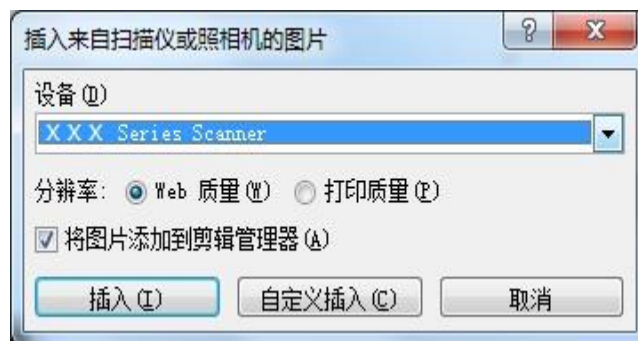 插入来自扫描仪或照相机的图片
设备(D)
XXX Series Scanner
分辨率: Web 质量(W) 打印质量(P)
将图片添加到剪辑管理器(A)
插入(I) 自定义插入(C) 取消